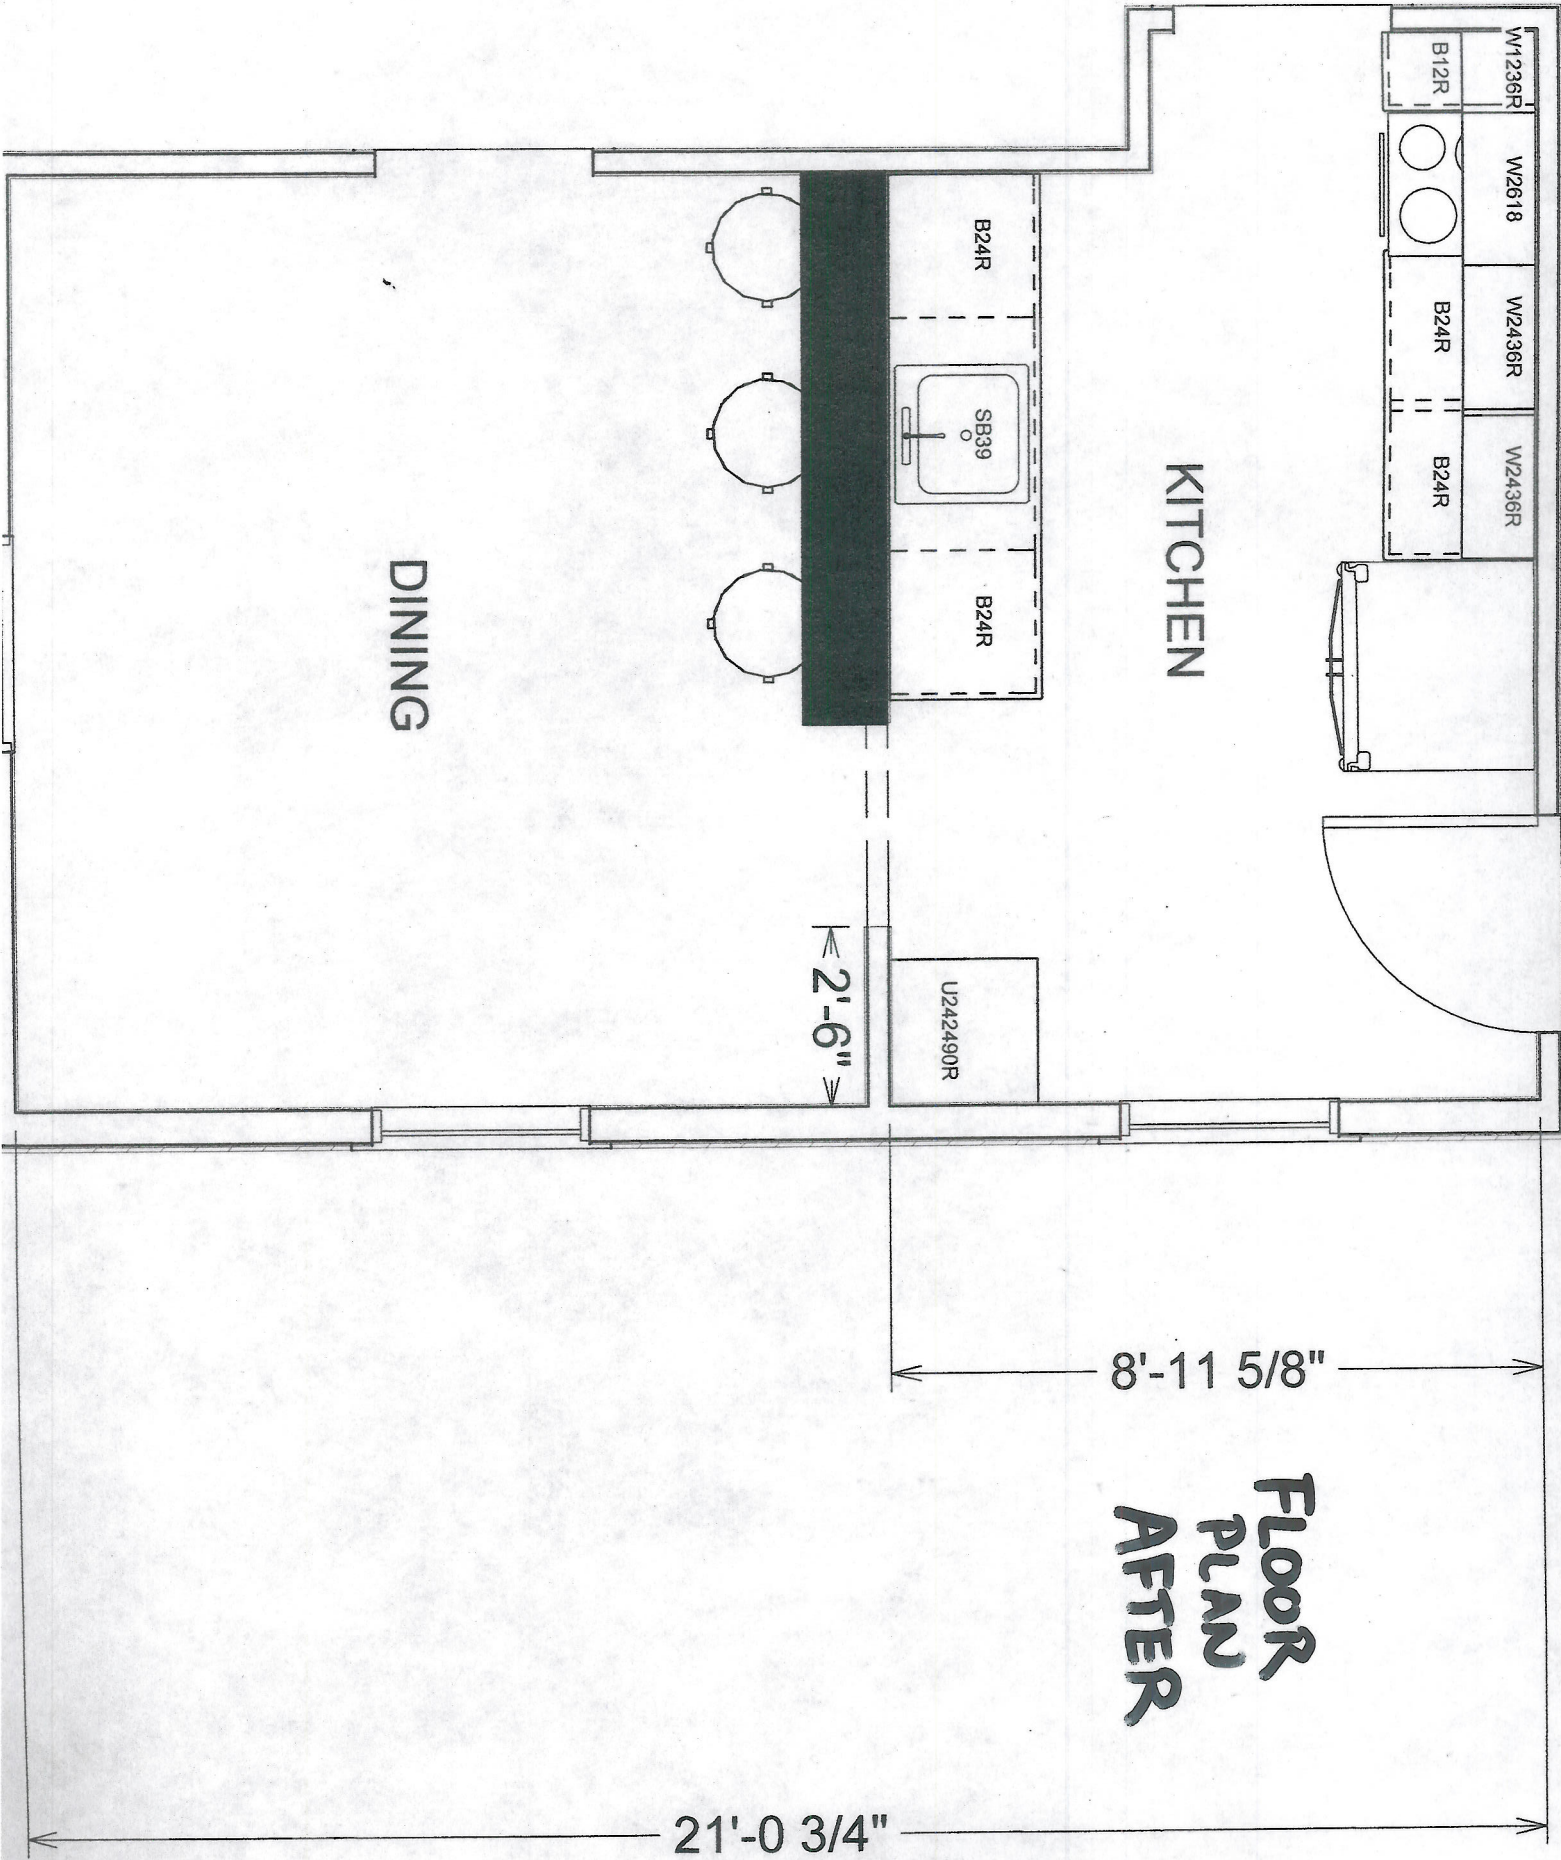 W1236R
W2618
W2436R
W2436R
B12R
B24R
B24R
KITCHEN
B24R
SB39
B24R
U242490R
2'-6"
DINING
8'-11 5/8"
21'-0 3/4"
FLOOR
PLAN
AFTER